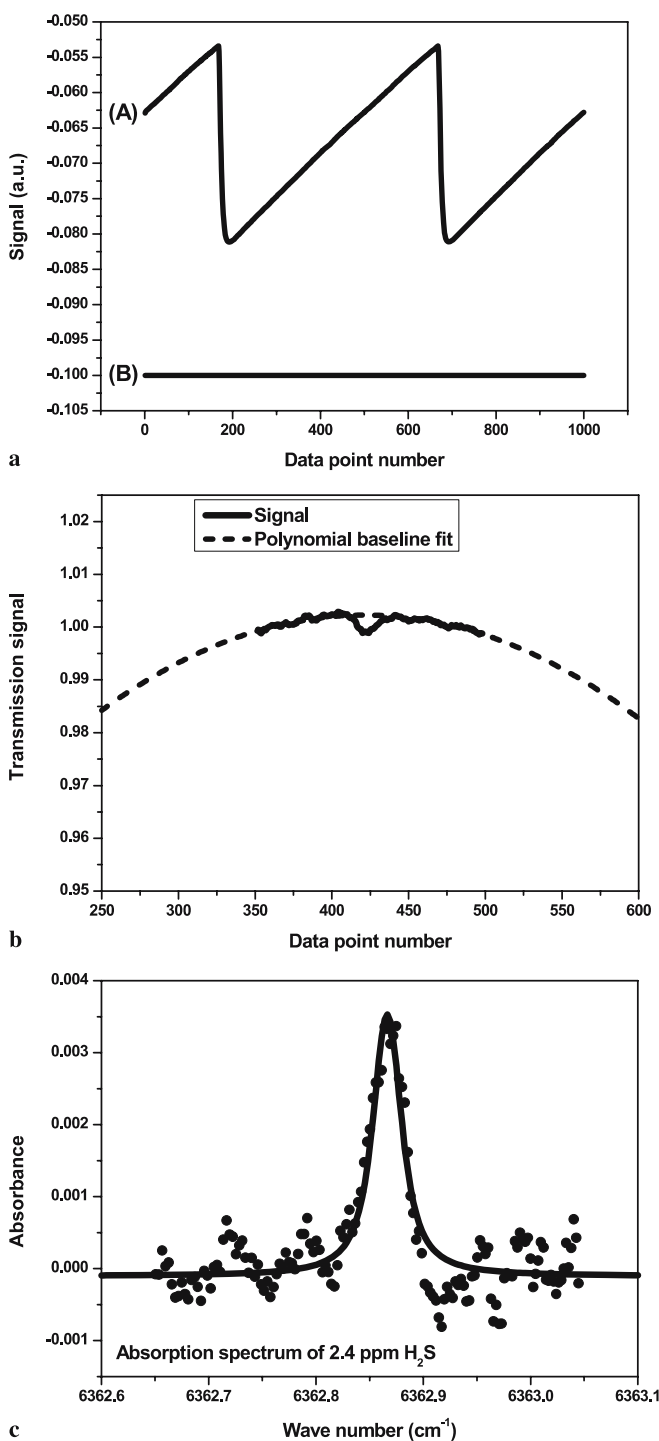 -0.050
-0.055
-0.060
-0.065
-0.070
-0.075
-0.080
-0.085
-0.090
-0.095
-0.100
-0.105
Signal (a.u.)
(A)
(B)
0 200 400 600 800 1000
Data point number
a
1.02
1.01
1.00
0.99
0.98
0.97
0.96
0.95
Transmission signal
Signal
Polynomial baseline fit
250 300 350 400 450 500 550 600
Data point number
b
0.004
0.003
0.002
0.001
0.000
-0.001
Absorbance
Absorption spectrum of 2.4 ppm H₂S
6362.6 6362.7 6362.8 6362.9 6363.0 6363.1
Wave number (cm⁻¹)
c